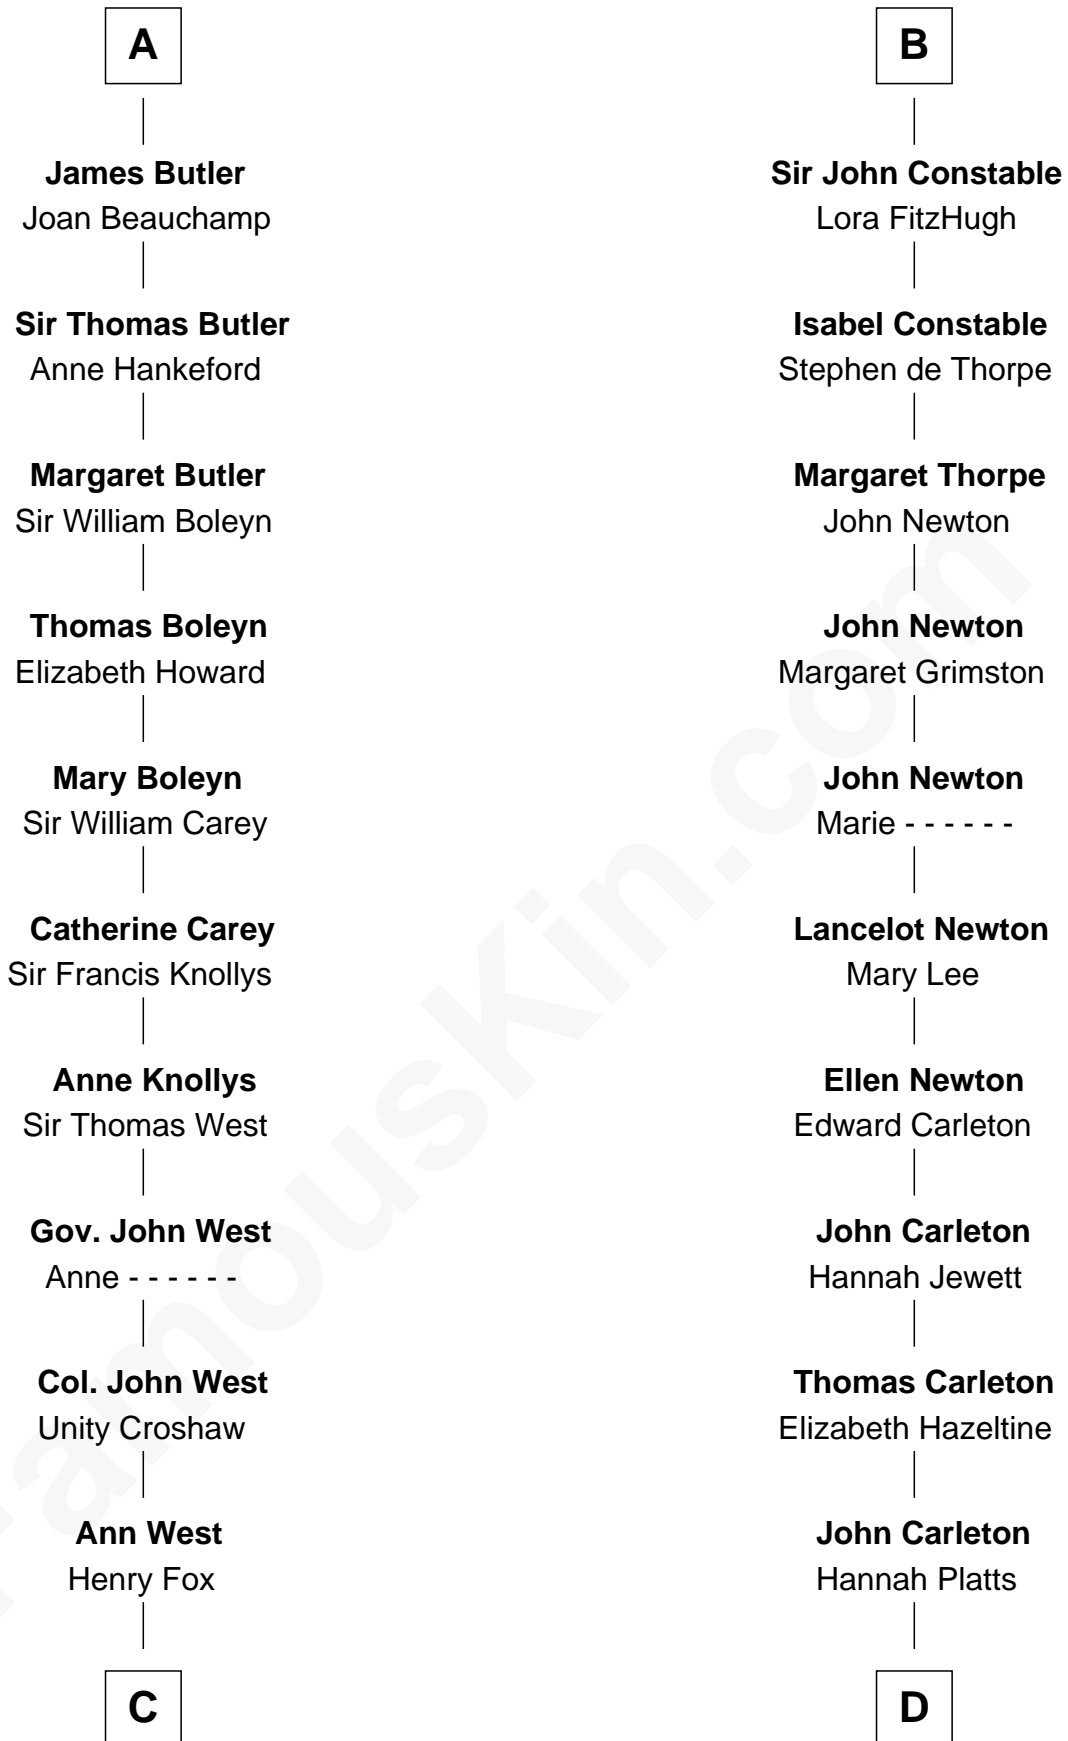 A
James Butler
Joan Beauchamp
Sir Thomas Butler
Anne Hankeford
Margaret Butler
Sir William Boleyn
Thomas Boleyn
Elizabeth Howard
Mary Boleyn
Sir William Carey
Catherine Carey
Sir Francis Knollys
Anne Knollys
Sir Thomas West
Gov. John West
Anne - - - - - -
Col. John West
Unity Croshaw
Ann West
Henry Fox
C
B
Sir John Constable
Lora FitzHugh
Isabel Constable
Stephen de Thorpe
Margaret Thorpe
John Newton
John Newton
Margaret Grimston
John Newton
Marie - - - - - -
Lancelot Newton
Mary Lee
Ellen Newton
Edward Carleton
John Carleton
Hannah Jewett
Thomas Carleton
Elizabeth Hazeltine
John Carleton
Hannah Platts
D
FamousKin.com